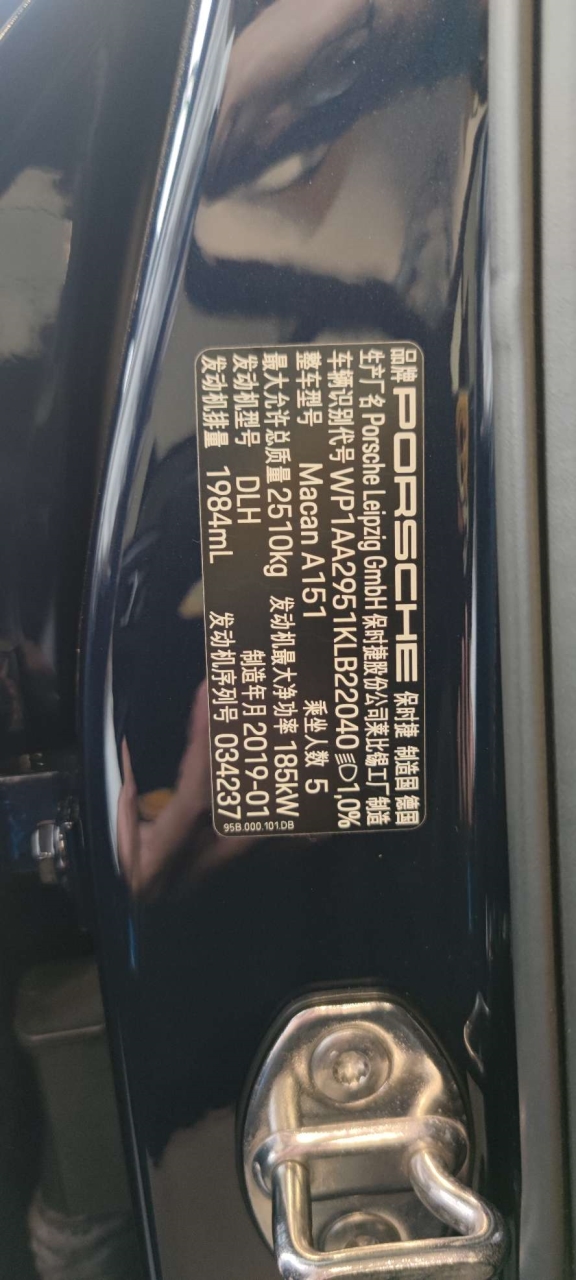 品牌 PORSCHE 保时捷 制造国 德国
生产厂名 Porsche Leipzig GmbH 保时捷股份公司莱比锡工厂制造
车辆识别代号 WP1AA2951KLB22040 1,0%
整车型号 Macan A151 乘坐人数 5
最大允许总质量 2510kg 发动机最大净功率 185kW
发动机型号 DLH 制造年月 2019-01
发动机排量 1984mL 发动机序列号 034237
95B.000.101.DB